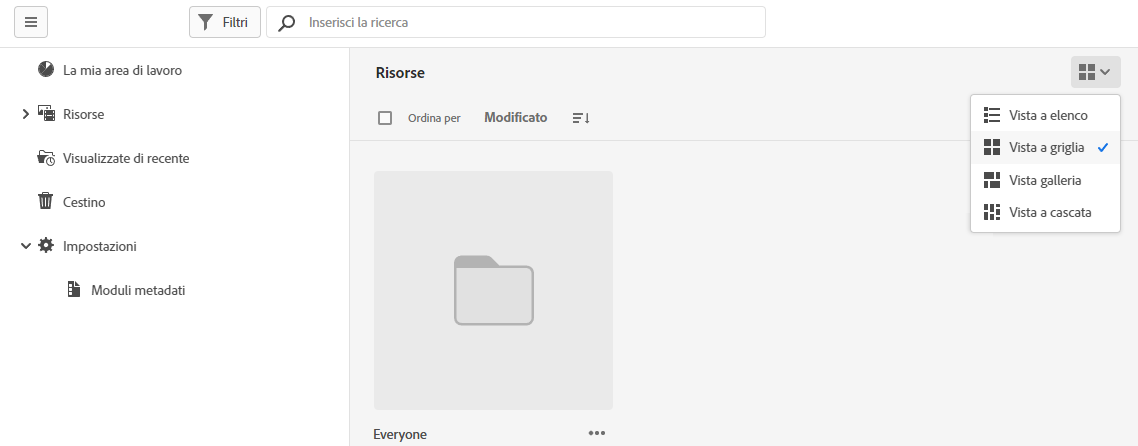 Filtri
Inserisci la ricerca
La mia area di lavoro
Risorse
Visualizzate di recente
Cestino
Impostazioni
Moduli metadati
Risorse
Ordina per Modificato
Vista a elenco
Vista a griglia
Vista galleria
Vista a cascata
Everyone